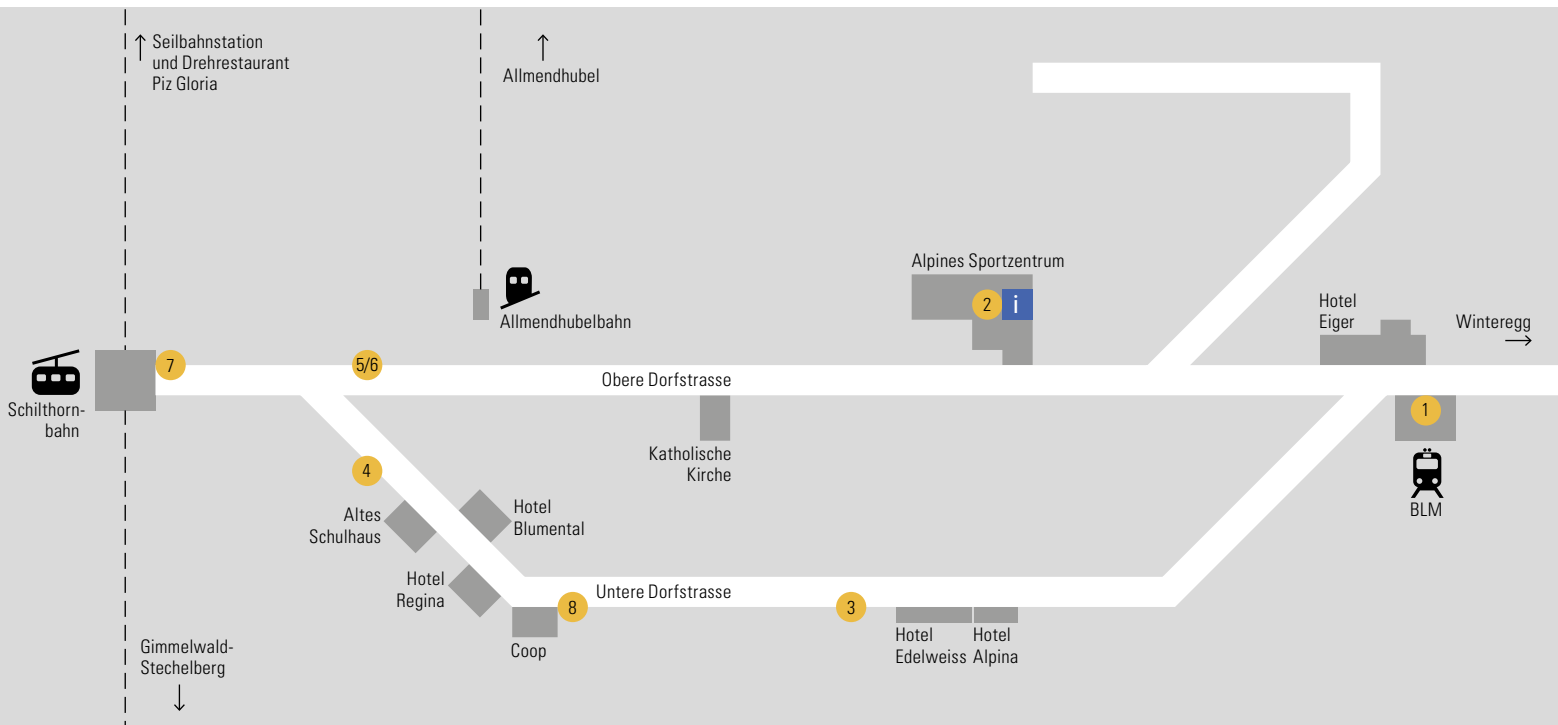 Seilbahnstation
und Drehrestaurant
Piz Gloria
Allmendhubel
Alpines Sportzentrum
2
i
Hotel
Eiger
Winteregg
Allmendhubelbahn
7
5/6
Obere Dorfstrasse
Schilthorn-
bahn
1
BLM
Katholische
Kirche
4
Altes
Schulhaus
Hotel
Blumental
Hotel
Regina
8
Untere Dorfstrasse
3
Coop
Hotel
Edelweiss
Hotel
Alpina
Gimmelwald-
Stechelberg